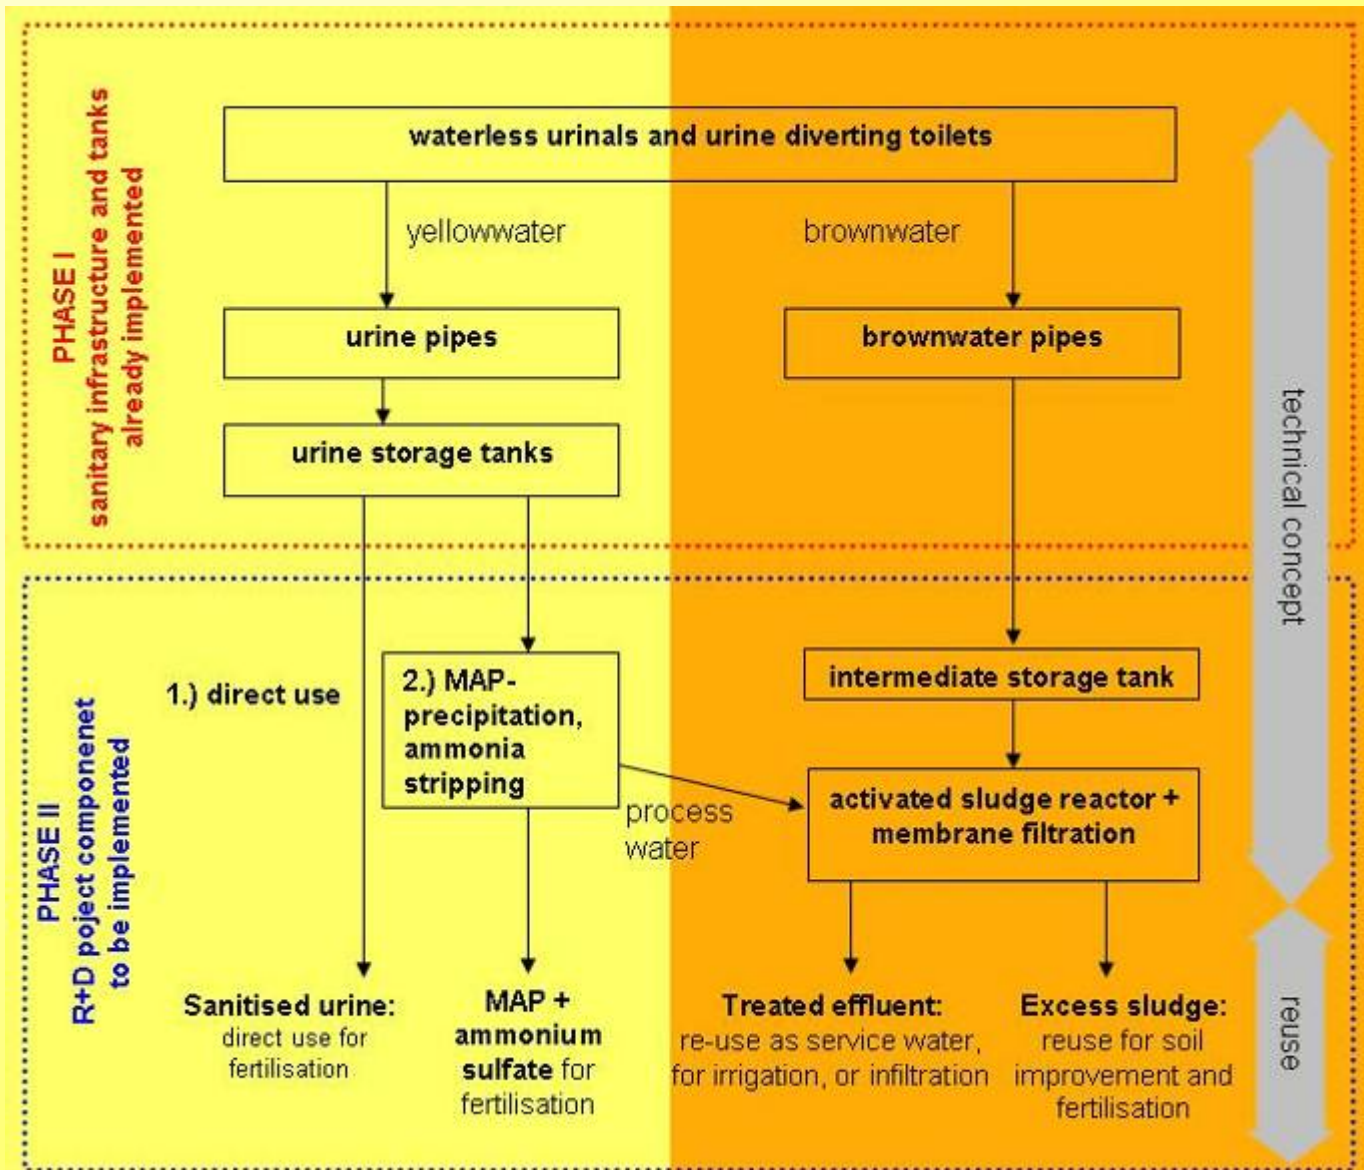 PHASE I
sanitary infrastructure and tanks
already implemented
waterless urinals and urine diverting toilets
yellowwater
brownwater
urine pipes
brownwater pipes
urine storage tanks
technical concept
PHASE II
R+D poject componenet
to be implemented
1.) direct use
2.) MAP-
precipitation,
ammonia
stripping
intermediate storage tank
process
water
activated sludge reactor +
membrane filtration
Sanitised urine:
direct use for
fertilisation
MAP +
ammonium
sulfate for
fertilisation
Treated effluent:
re-use as service water,
for irrigation, or infiltration
Excess sludge:
reuse for soil
improvement and
fertilisation
reuse